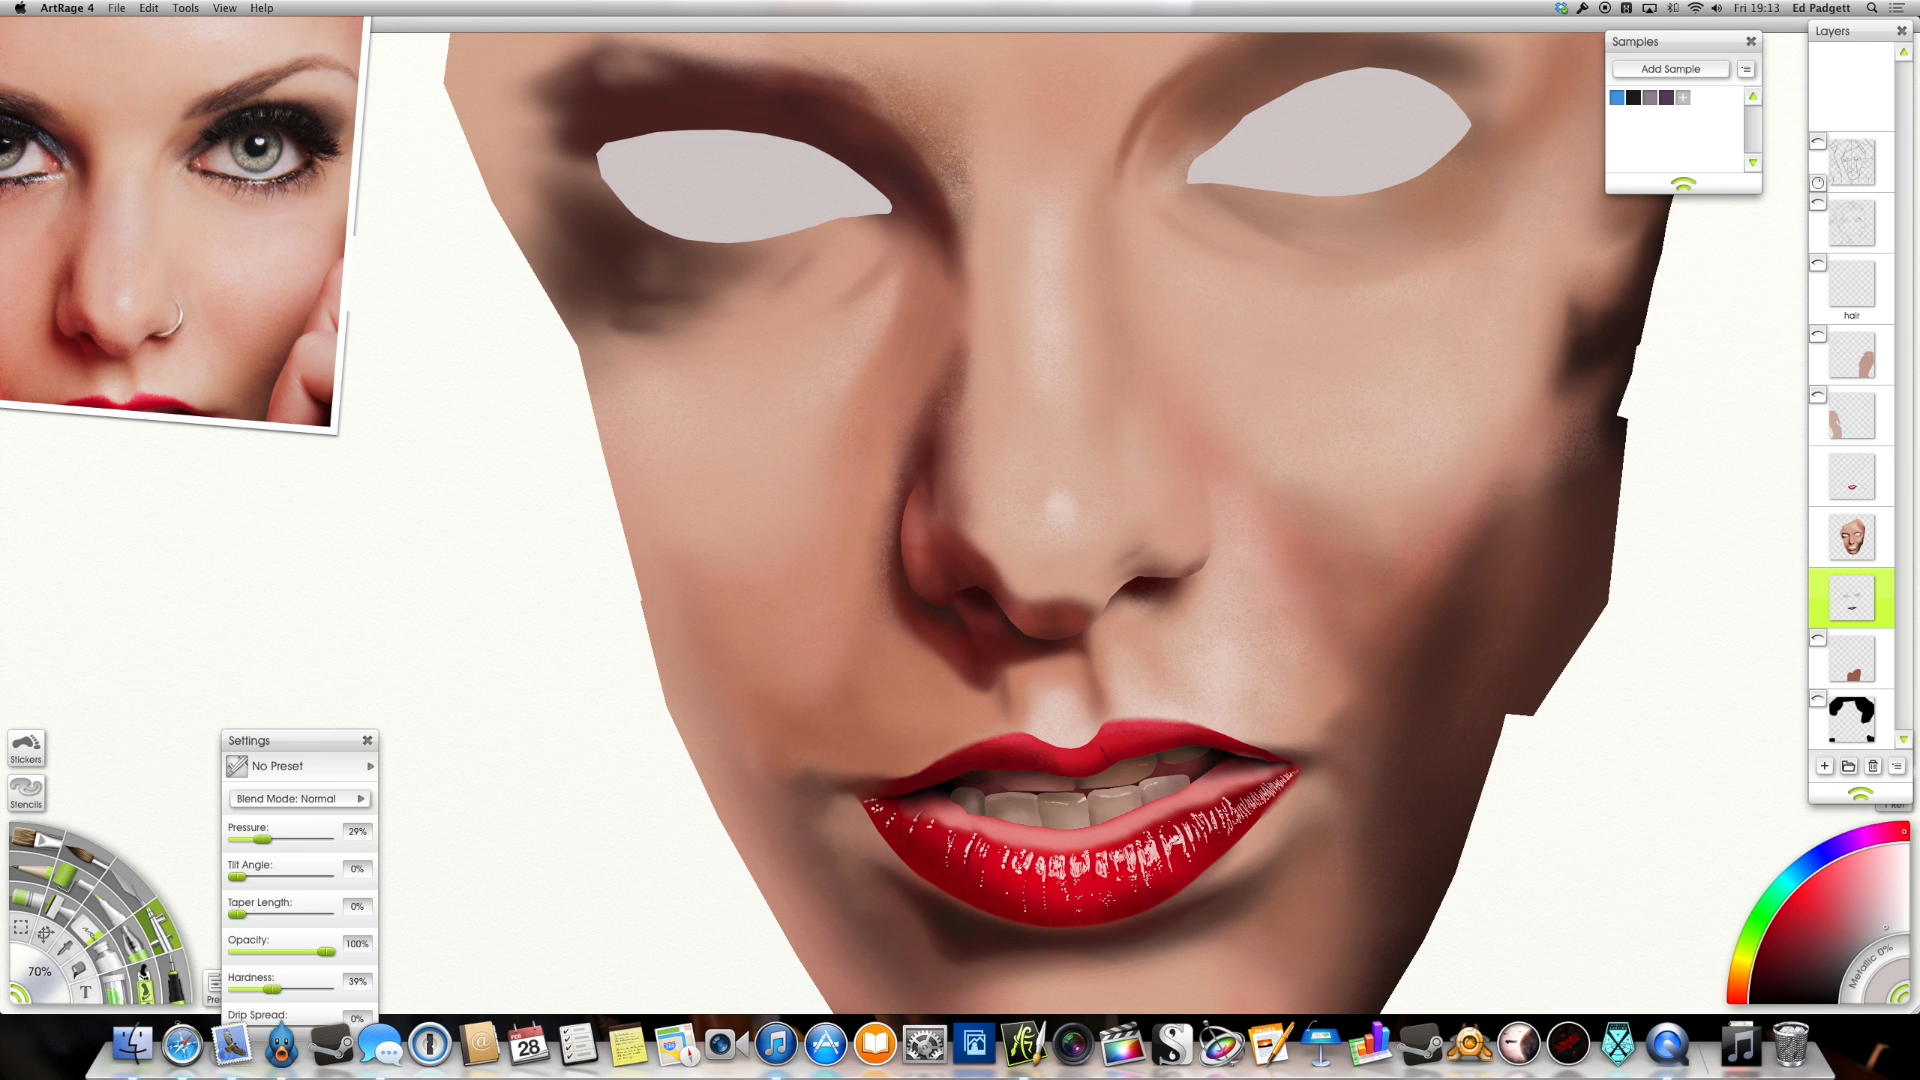 ArtRage 4 File Edit Tools View Help
Fri 19:13 Ed Padgett
Samples
Add Sample
Layers
hair
Stickers
Stencils
Settings
No Preset
Blend Mode: Normal
Pressure: 29%
Tilt Angle: 0%
Taper Length: 0%
Opacity: 100%
Hardness: 39%
Drip Spread: 0%
70%
T
Pre
Metallic 0%
FEB
28